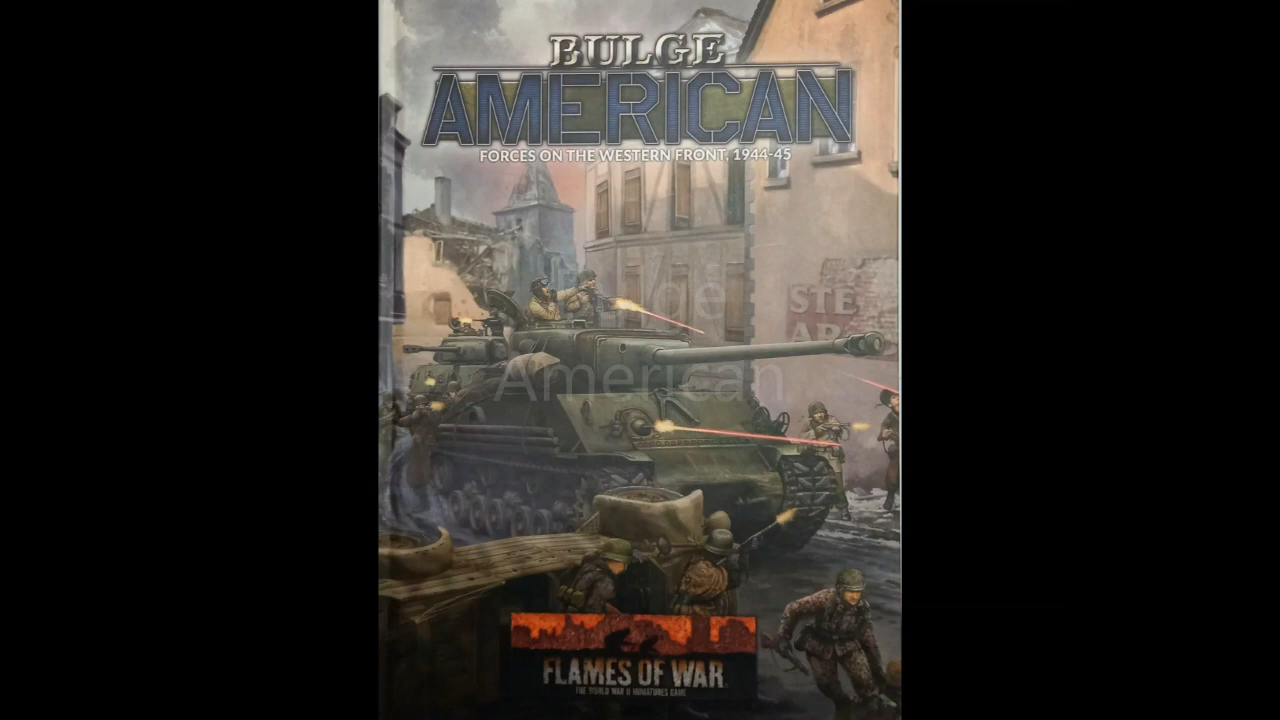 BULGE
AMERICAN
FORCES ON THE WESTERN FRONT, 1944-45
Bulge
STE
American
FLAMES OF WAR
THE WORLD WAR II MINIATURES GAME